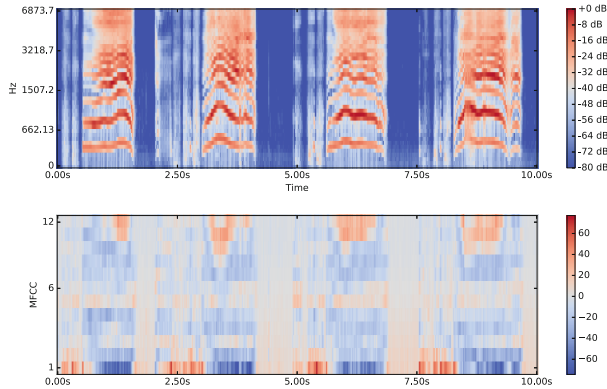 6873.7
3218.7
Hz
1507.2
662.13
0
0.00s
2.50s
5.00s
7.50s
10.00s
Time
+0 dB
-8 dB
-16 dB
-24 dB
-32 dB
-40 dB
-48 dB
-56 dB
-64 dB
-72 dB
-80 dB
12
MFCC
6
1
0.00s
2.50s
5.00s
7.50s
10.00s
60
40
20
0
−20
−40
−60